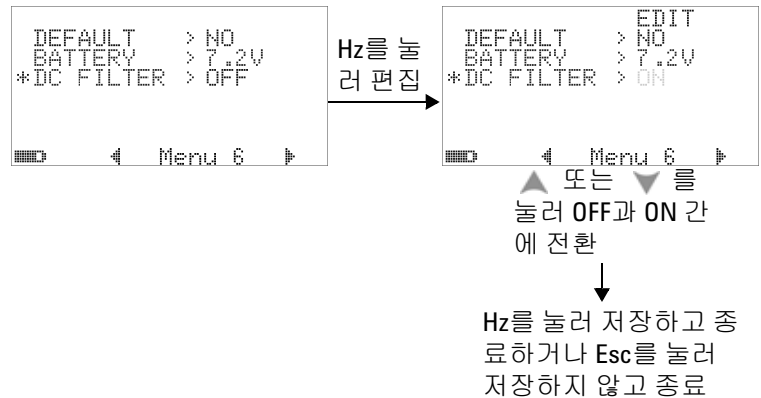 DEFAULT > NO
BATTERY > 7.2V
*DC FILTER > OFF
Menu 6
Hz를 눌
러 편집
EDIT
DEFAULT > NO
BATTERY > 7.2V
*DC FILTER > ON
Menu 6
▲ 또는 ▼ 를
눌러 OFF과 ON 간
에 전환
Hz를 눌러 저장하고 종
료하거나 Esc를 눌러
저장하지 않고 종료